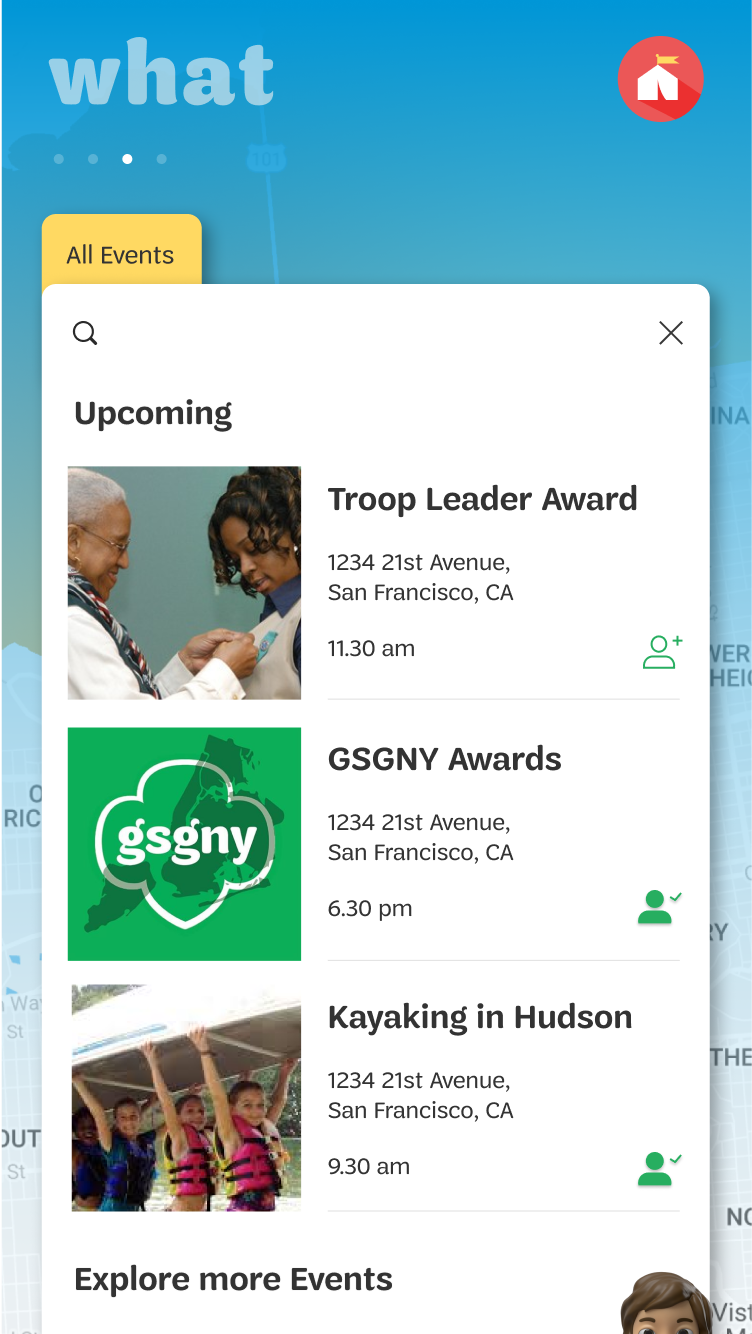 what
101
All Events
Upcoming
INA
Troop Leader Award
1234 21st Avenue,
San Francisco, CA
11.30 am
HEIG
GSGNY Awards
gsgny
1234 21st Avenue,
San Francisco, CA
6.30 pm
RIC
RY
Kayaking in Hudson
Wa
St
1234 21st Avenue,
San Francisco, CA
THE
9.30 am
OUT
St
NO
Explore more Events
Vist